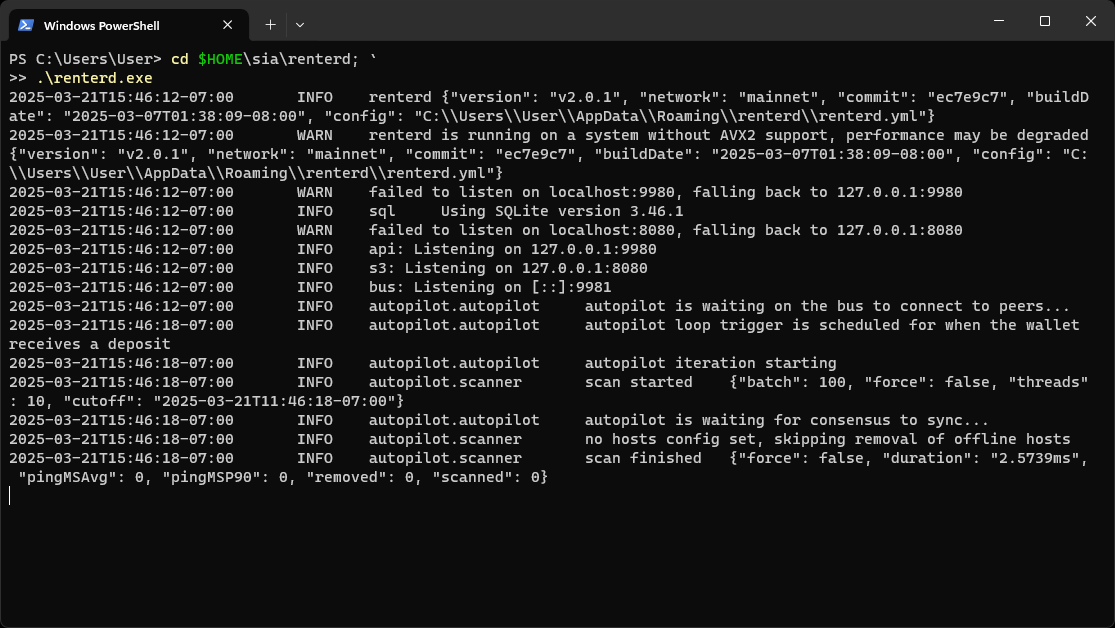 Windows PowerShell
PS C:\Users\User> cd $HOME\sia\renterd; `
>> .\renterd.exe
2025-03-21T15:46:12-07:00       INFO    renterd {"version": "v2.0.1", "network": "mainnet", "commit": "ec7e9c7", "buildD
ate": "2025-03-07T01:38:09-08:00", "config": "C:\\Users\\User\\AppData\\Roaming\\renterd\\renterd.yml"}
2025-03-21T15:46:12-07:00       WARN    renterd is running on a system without AVX2 support, performance may be degraded
{"version": "v2.0.1", "network": "mainnet", "commit": "ec7e9c7", "buildDate": "2025-03-07T01:38:09-08:00", "config": "C:
\\Users\\User\\AppData\\Roaming\\renterd\\renterd.yml"}
2025-03-21T15:46:12-07:00       WARN    failed to listen on localhost:9980, falling back to 127.0.0.1:9980
2025-03-21T15:46:12-07:00       INFO    sql     Using SQLite version 3.46.1
2025-03-21T15:46:12-07:00       WARN    failed to listen on localhost:8080, falling back to 127.0.0.1:8080
2025-03-21T15:46:12-07:00       INFO    api: Listening on 127.0.0.1:9980
2025-03-21T15:46:12-07:00       INFO    s3: Listening on 127.0.0.1:8080
2025-03-21T15:46:12-07:00       INFO    bus: Listening on [::]:9981
2025-03-21T15:46:12-07:00       INFO    autopilot.autopilot     autopilot is waiting on the bus to connect to peers...
2025-03-21T15:46:18-07:00       INFO    autopilot.autopilot     autopilot loop trigger is scheduled for when the wallet
receives a deposit
2025-03-21T15:46:18-07:00       INFO    autopilot.autopilot     autopilot iteration starting
2025-03-21T15:46:18-07:00       INFO    autopilot.scanner       scan started    {"batch": 100, "force": false, "threads"
: 10, "cutoff": "2025-03-21T11:46:18-07:00"}
2025-03-21T15:46:18-07:00       INFO    autopilot.autopilot     autopilot is waiting for consensus to sync...
2025-03-21T15:46:18-07:00       INFO    autopilot.scanner       no hosts config set, skipping removal of offline hosts
2025-03-21T15:46:18-07:00       INFO    autopilot.scanner       scan finished   {"force": false, "duration": "2.5739ms",
 "pingMSAvg": 0, "pingMSP90": 0, "removed": 0, "scanned": 0}